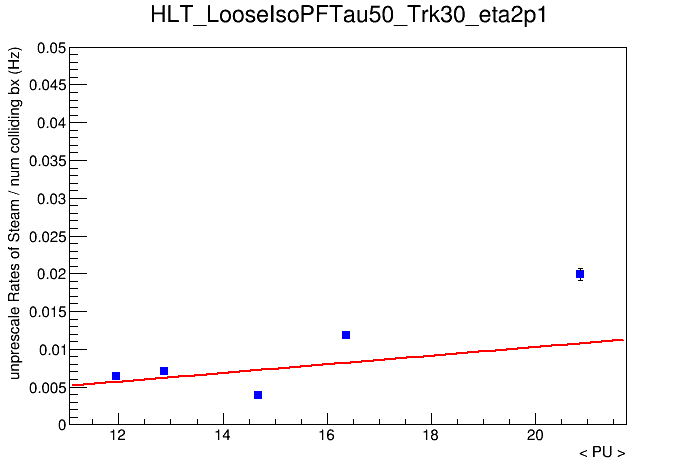 HLT_LooseIsoPFTau50_Trk30_eta2p1
unprescale Rates of Steam / num colliding bx (Hz)
0.05
0.045
0.04
0.035
0.03
0.025
0.02
0.015
0.01
0.005
0
12 14 16 18 20
< PU >